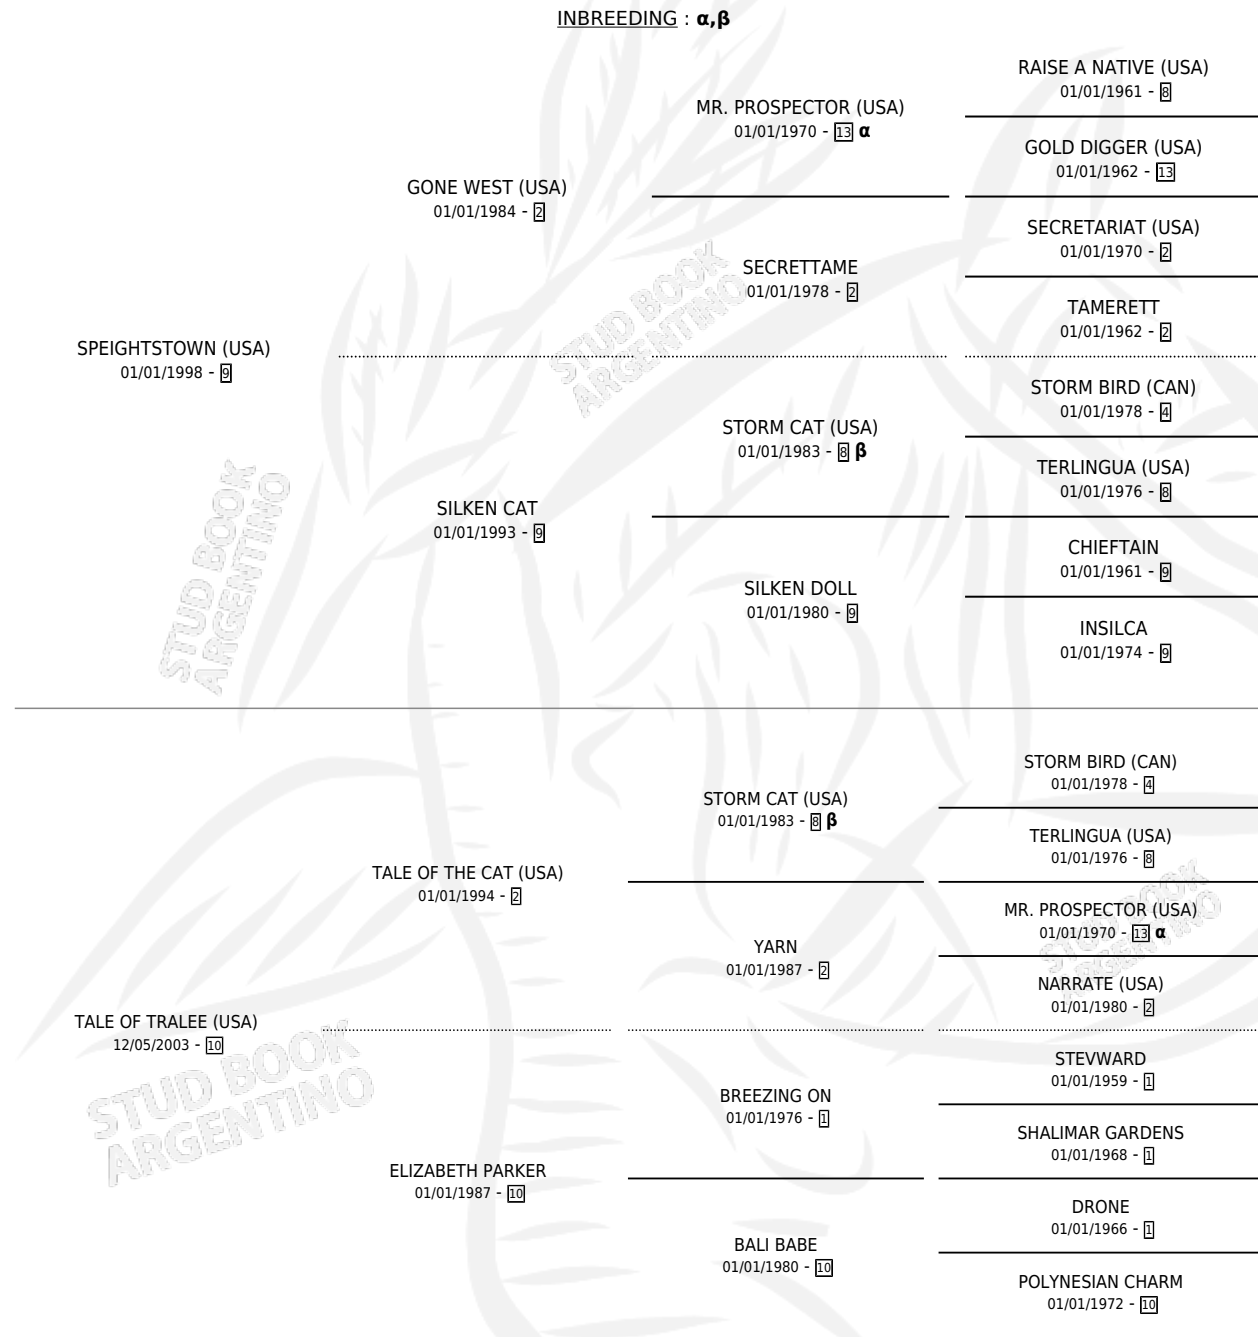 INBREEDING : α,β
RAISE A NATIVE (USA)
01/01/1961 - 8
MR. PROSPECTOR (USA)
01/01/1970 - 13 α
GOLD DIGGER (USA)
01/01/1962 - 13
GONE WEST (USA)
01/01/1984 - 2
SECRETARIAT (USA)
01/01/1970 - 2
SECRETTAME
01/01/1978 - 2
TAMERETT
01/01/1962 - 2
SPEIGHTSTOWN (USA)
01/01/1998 - 9
STORM BIRD (CAN)
01/01/1978 - 4
STORM CAT (USA)
01/01/1983 - 8 β
TERLINGUA (USA)
01/01/1976 - 8
SILKEN CAT
01/01/1993 - 9
CHIEFTAIN
01/01/1961 - 9
SILKEN DOLL
01/01/1980 - 9
INSILCA
01/01/1974 - 9
STORM BIRD (CAN)
01/01/1978 - 4
STORM CAT (USA)
01/01/1983 - 8 β
TERLINGUA (USA)
01/01/1976 - 8
TALE OF THE CAT (USA)
01/01/1994 - 2
MR. PROSPECTOR (USA)
01/01/1970 - 13 α
YARN
01/01/1987 - 2
NARRATE (USA)
01/01/1980 - 2
TALE OF TRALEE (USA)
12/05/2003 - 10
STEVWARD
01/01/1959 - 1
BREEZING ON
01/01/1976 - 1
SHALIMAR GARDENS
01/01/1968 - 1
ELIZABETH PARKER
01/01/1987 - 10
DRONE
01/01/1966 - 1
BALI BABE
01/01/1980 - 10
POLYNESIAN CHARM
01/01/1972 - 10
STUD BOOK
ARGENTINO
STUD BOOK
ARGENTINO
STUD BOOK
ARGENTINO
STUD BOOK
ARGENTINO